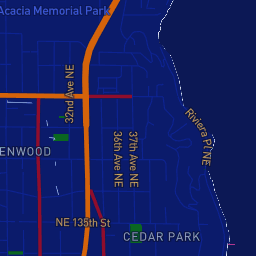 Acacia Memorial Park
32nd Ave NE
Riviera Pl NE
36th Ave NE
37th Ave NE
ENWOOD
NE 135th St
CEDAR PARK